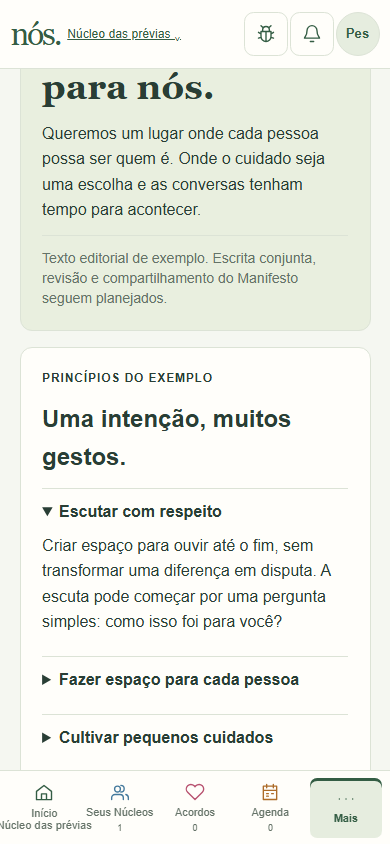 nós. Núcleo das prévias
Pes
para nós.
Queremos um lugar onde cada pessoa
possa ser quem é. Onde o cuidado seja
uma escolha e as conversas tenham
tempo para acontecer.
Texto editorial de exemplo. Escrita conjunta,
revisão e compartilhamento do Manifesto
seguem planejados.
PRINCÍPIOS DO EXEMPLO
Uma intenção, muitos
gestos.
▼ Escutar com respeito
Criar espaço para ouvir até o fim, sem
transformar uma diferença em disputa. A
escuta pode começar por uma pergunta
simples: como isso foi para você?
▶ Fazer espaço para cada pessoa
▶ Cultivar pequenos cuidados
Início
Núcleo das prévias
Seus Núcleos
1
Acordos
0
Agenda
0
...
Mais